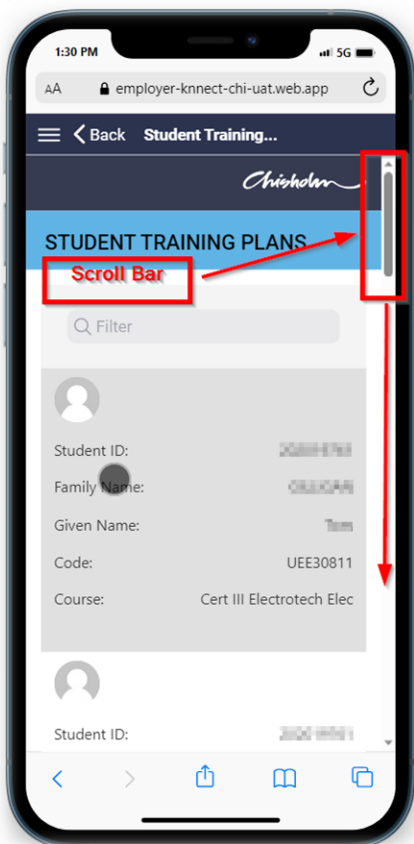 1:30 PM 5G
AA employer-knnect-chi-uat.web.app
Back Student Training...
Chisholm
STUDENT TRAINING PLANS
Scroll Bar
Filter
Student ID:
Family Name:
Given Name:
Code: UEE30811
Course: Cert III Electrotech Elec
Student ID: